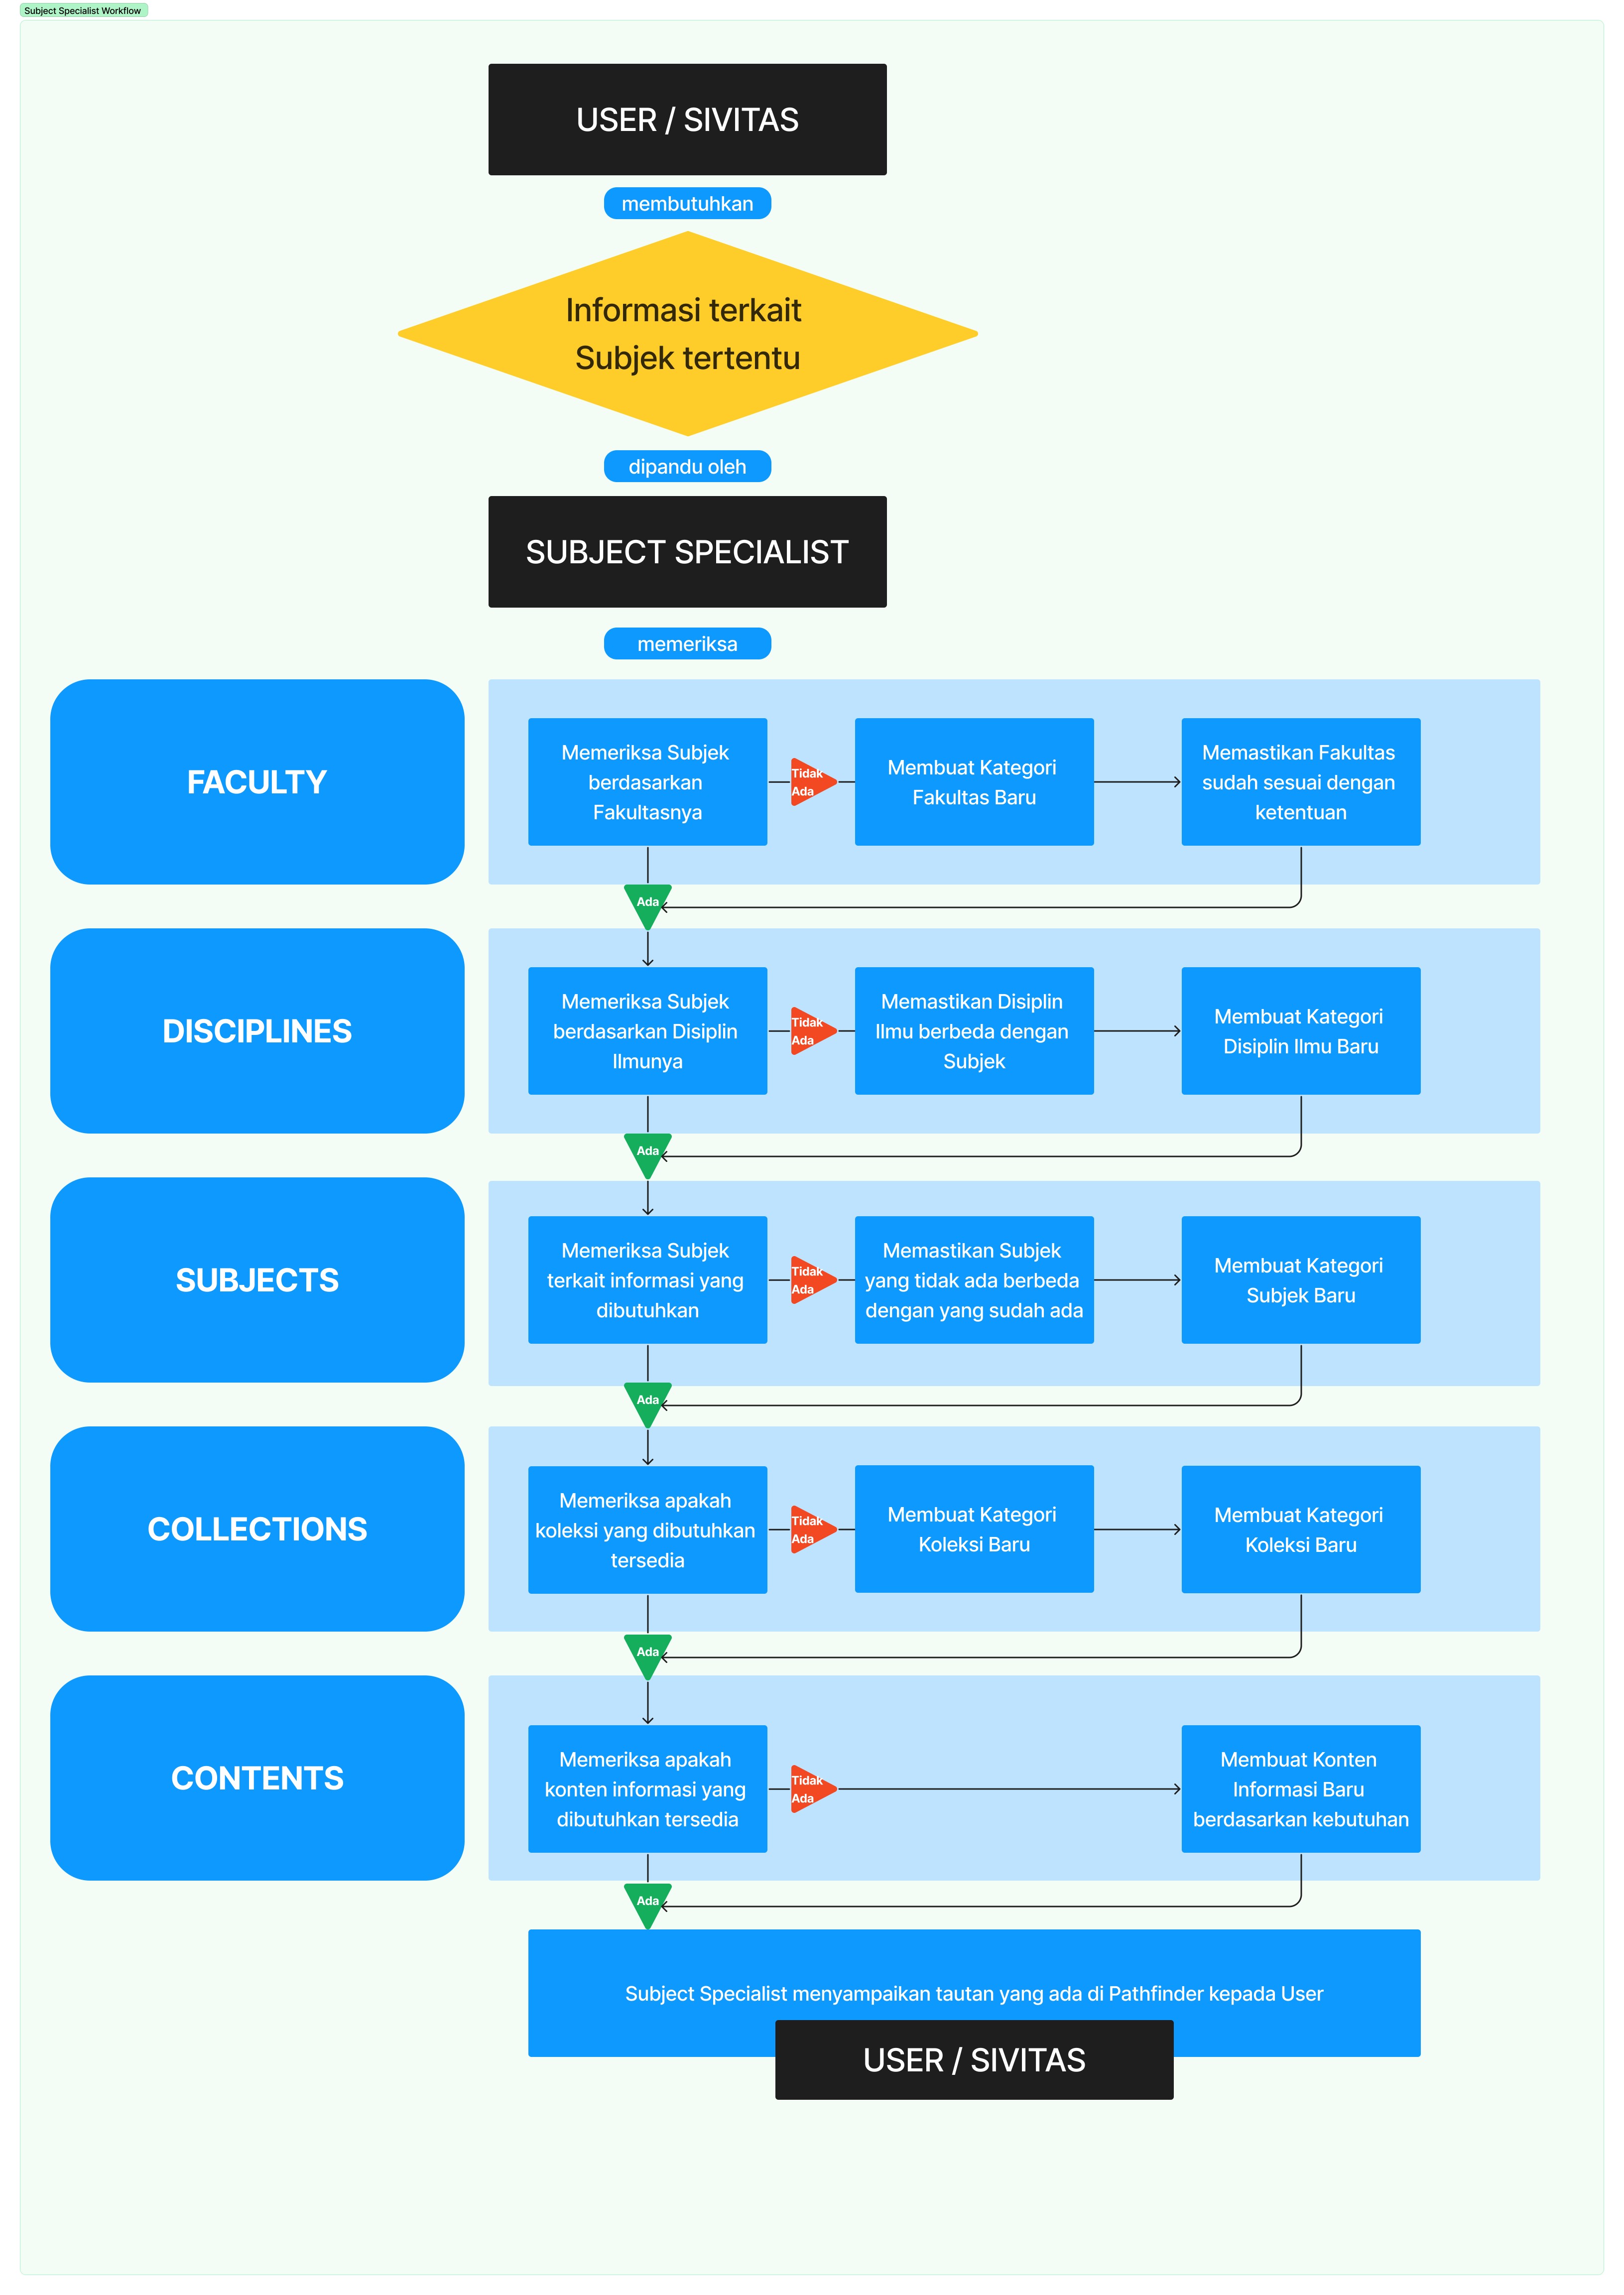 Subject Specialist Workflow
USER / SIVITAS
membutuhkan
Informasi terkait
Subjek tertentu
dipandu oleh
SUBJECT SPECIALIST
memeriksa
FACULTY
Memeriksa Subjek
berdasarkan
Fakultasnya
Tidak
Ada
Membuat Kategori
Fakultas Baru
Memastikan Fakultas
sudah sesuai dengan
ketentuan
Ada
DISCIPLINES
Memeriksa Subjek
berdasarkan Disiplin
Ilmunya
Tidak
Ada
Memastikan Disiplin
Ilmu berbeda dengan
Subjek
Membuat Kategori
Disiplin Ilmu Baru
Ada
SUBJECTS
Memeriksa Subjek
terkait informasi yang
dibutuhkan
Tidak
Ada
Memastikan Subjek
yang tidak ada berbeda
dengan yang sudah ada
Membuat Kategori
Subjek Baru
Ada
COLLECTIONS
Memeriksa apakah
koleksi yang dibutuhkan
tersedia
Tidak
Ada
Membuat Kategori
Koleksi Baru
Membuat Kategori
Koleksi Baru
Ada
CONTENTS
Memeriksa apakah
konten informasi yang
dibutuhkan tersedia
Tidak
Ada
Membuat Konten
Informasi Baru
berdasarkan kebutuhan
Ada
Subject Specialist menyampaikan tautan yang ada di Pathfinder kepada User
USER / SIVITAS